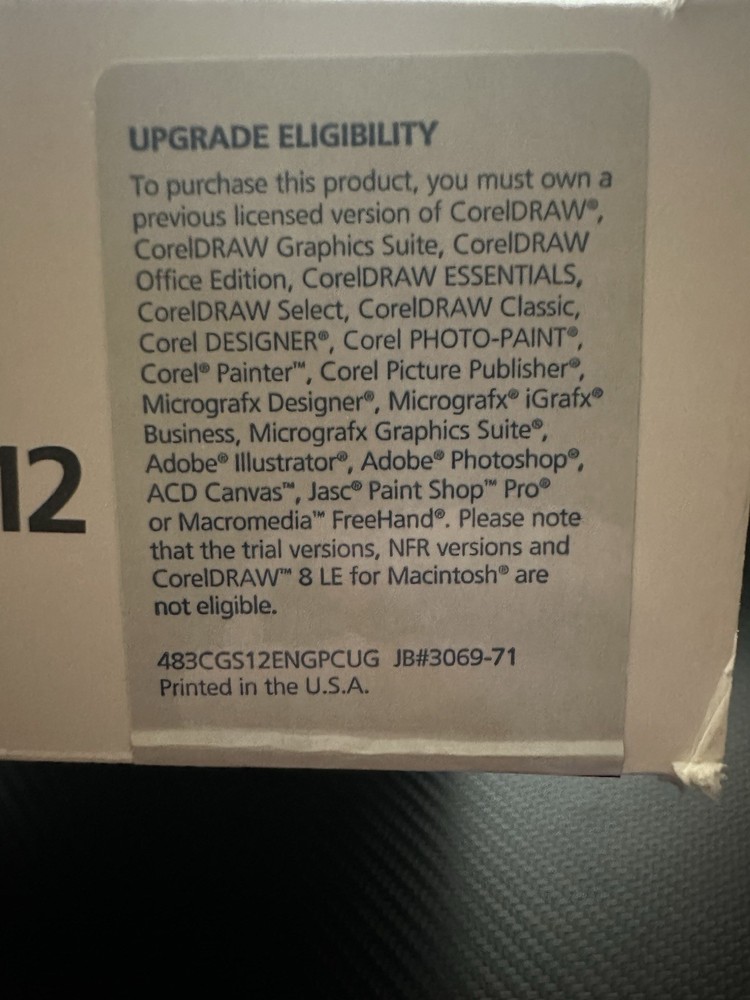 UPGRADE ELIGIBILITY
To purchase this product, you must own a
previous licensed version of CorelDRAW®,
CorelDRAW Graphics Suite, CorelDRAW
Office Edition, CorelDRAW ESSENTIALS,
CorelDRAW Select, CorelDRAW Classic,
Corel DESIGNER®, Corel PHOTO-PAINT®,
Corel® Painter™, Corel Picture Publisher®,
Micrografx Designer®, Micrografx® iGrafx®
Business, Micrografx Graphics Suite®,
Adobe® Illustrator®, Adobe® Photoshop®,
ACD Canvas™, Jasc® Paint Shop™ Pro®
or Macromedia™ FreeHand®. Please note
that the trial versions, NFR versions and
CorelDRAW™ 8 LE for Macintosh® are
not eligible.
483CGS12ENGPCUG JB#3069-71
Printed in the U.S.A.
12